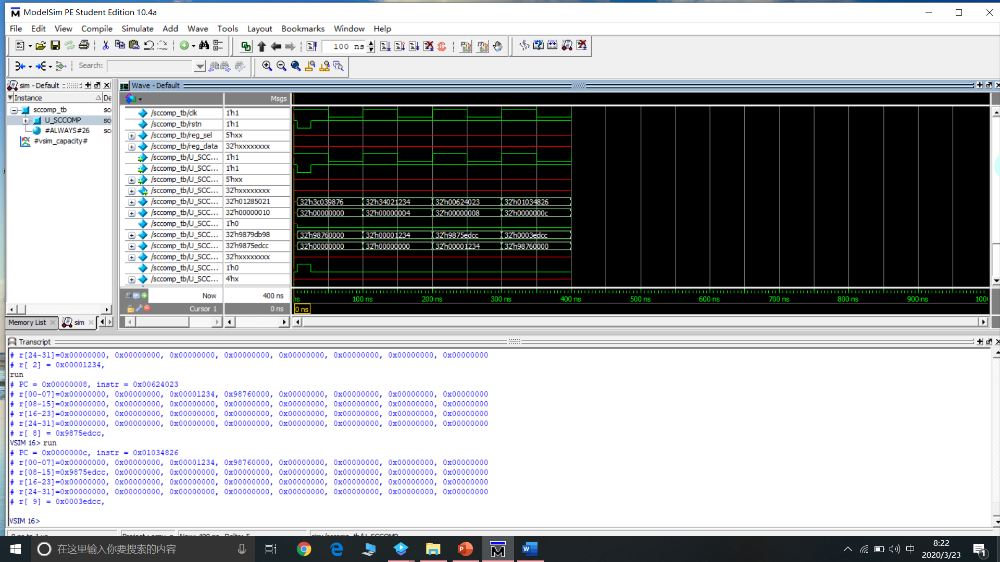 ModelSim PE Student Edition 10.4a
File Edit View Compile Simulate Add Wave Tools Layout Bookmarks Window Help
100 ns
Search:
sim - Default
Wave - Default
Instance
De
Msgs
sccomp_tb
U_SCCOMP
#ALWAYS#26
#vsim_capacity#
/sccomp_tb/clk 1'h1
/sccomp_tb/rstn 1'h1
/sccomp_tb/reg_sel 5'hxx
/sccomp_tb/reg_data 32'hxxxxxxxx
/sccomp_tb/U_SCC... 1'h1
/sccomp_tb/U_SCC... 1'h1
/sccomp_tb/U_SCC... 5'hxx
/sccomp_tb/U_SCC... 32'hxxxxxxxx
/sccomp_tb/U_SCC... 32'h01285021 32'h3c039876 32'h34021234 32'h00624023 32'h01034826
/sccomp_tb/U_SCC... 32'h00000010 32'h00000000 32'h00000004 32'h00000008 32'h0000000c
/sccomp_tb/U_SCC... 1'h0
/sccomp_tb/U_SCC... 32'h9879db98 32'h98760000 32'h00001234 32'h9875edcc 32'h0003edcc
/sccomp_tb/U_SCC... 32'h9875edcc 32'h00000000 32'h00000000 32'h00001234 32'h98760000
/sccomp_tb/U_SCC... 32'hxxxxxxxx
/sccomp_tb/U_SCC... 1'h0
/sccomp_tb/U_SCC... 4'hx
Now 400 ns
ns 100 ns 200 ns 300 ns 400 ns 500 ns 600 ns 700 ns 800 ns 900 ns 100
Cursor 1 0 ns
0 ns
Memory List sim
Transcript
# r[24-31]=0x00000000, 0x00000000, 0x00000000, 0x00000000, 0x00000000, 0x00000000, 0x00000000, 0x00000000
# r[ 2] = 0x00001234,
run
# PC = 0x00000008, instr = 0x00624023
# r[00-07]=0x00000000, 0x00000000, 0x00001234, 0x98760000, 0x00000000, 0x00000000, 0x00000000, 0x00000000
# r[08-15]=0x00000000, 0x00000000, 0x00000000, 0x00000000, 0x00000000, 0x00000000, 0x00000000, 0x00000000
# r[16-23]=0x00000000, 0x00000000, 0x00000000, 0x00000000, 0x00000000, 0x00000000, 0x00000000, 0x00000000
# r[24-31]=0x00000000, 0x00000000, 0x00000000, 0x00000000, 0x00000000, 0x00000000, 0x00000000, 0x00000000
# r[ 8] = 0x9875edcc,
VSIM 16> run
# PC = 0x0000000c, instr = 0x01034826
# r[00-07]=0x00000000, 0x00000000, 0x00001234, 0x98760000, 0x00000000, 0x00000000, 0x00000000, 0x00000000
# r[08-15]=0x9875edcc, 0x00000000, 0x00000000, 0x00000000, 0x00000000, 0x00000000, 0x00000000, 0x00000000
# r[16-23]=0x00000000, 0x00000000, 0x00000000, 0x00000000, 0x00000000, 0x00000000, 0x00000000, 0x00000000
# r[24-31]=0x00000000, 0x00000000, 0x00000000, 0x00000000, 0x00000000, 0x00000000, 0x00000000, 0x00000000
# r[ 9] = 0x0003edcc,
VSIM 16>
在这里输入你要搜索的内容
中
8:22
2020/3/23
1